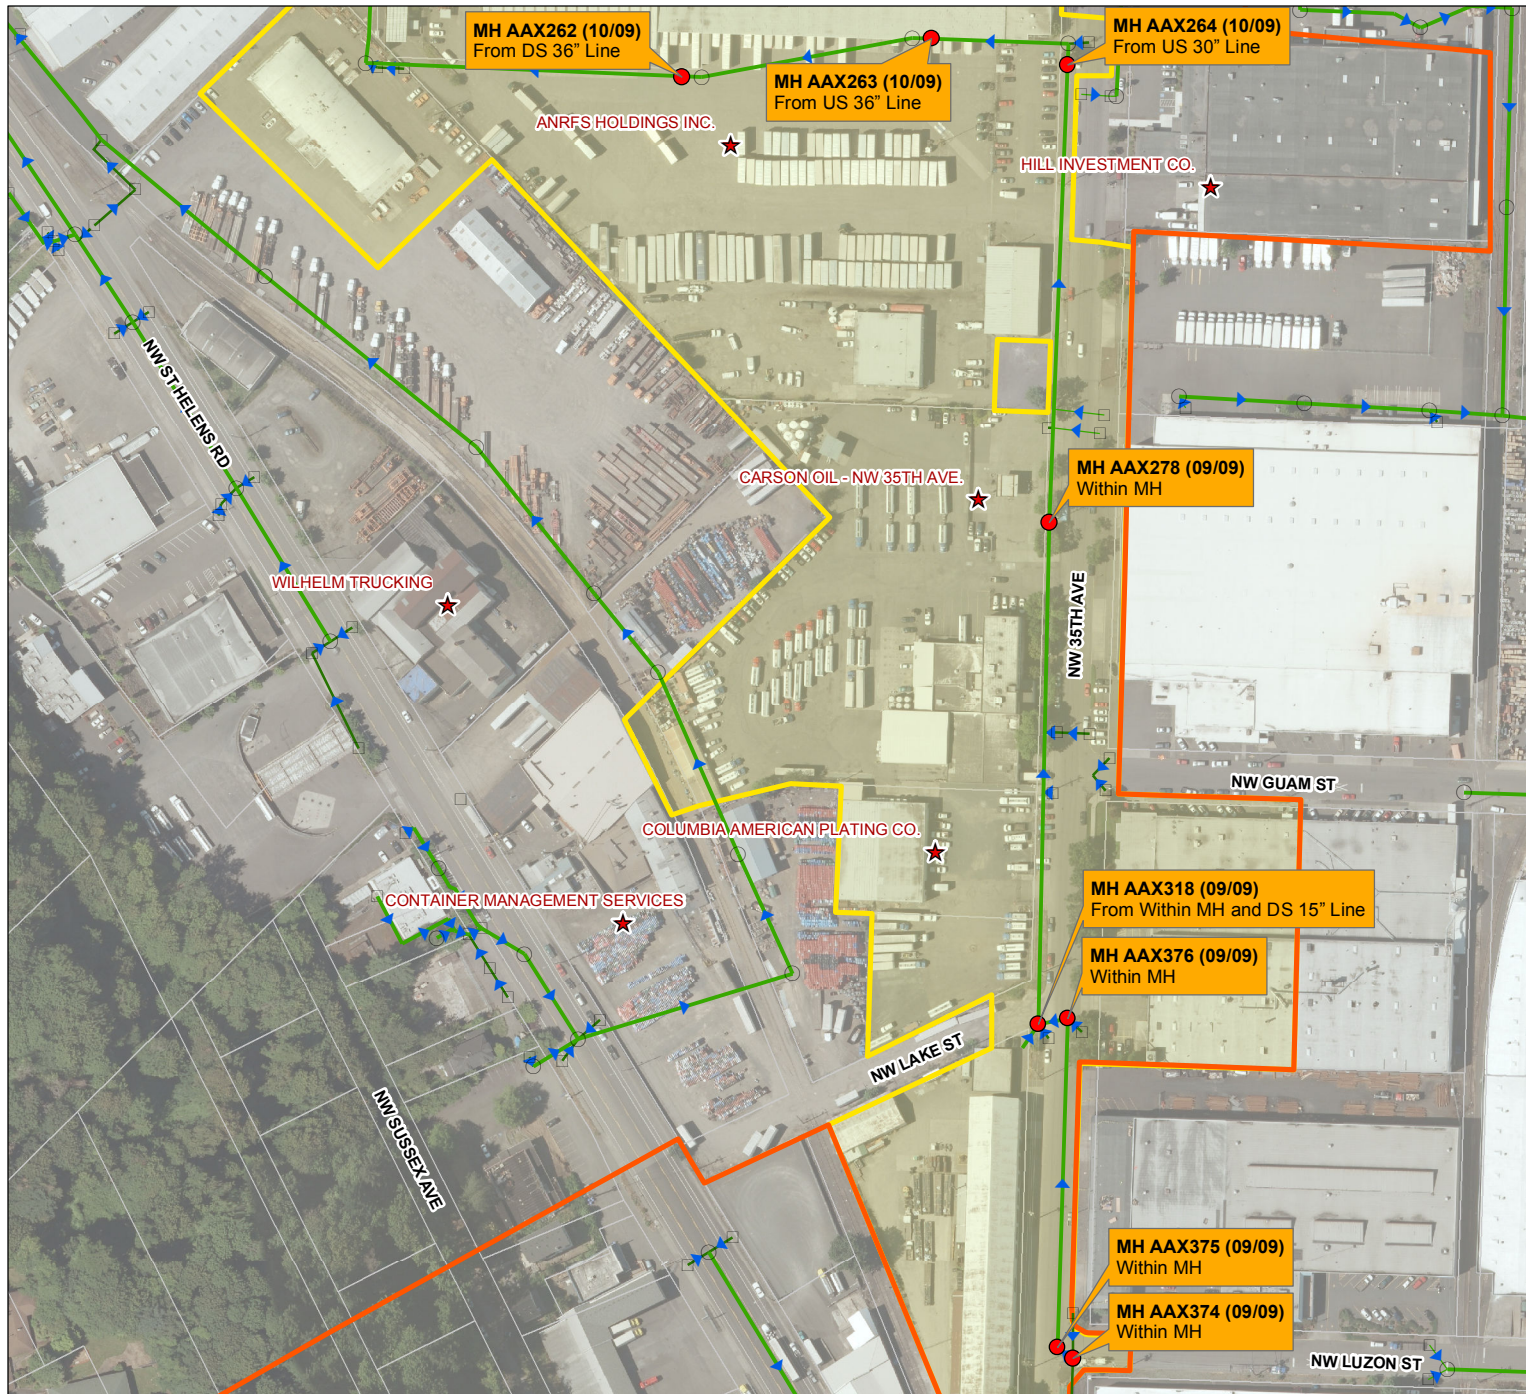 MH AAX262 (10/09)
From DS 36” Line
MH AAX264 (10/09)
From US 30” Line
MH AAX263 (10/09)
From US 36” Line
ANRFS HOLDINGS INC.
HILL INVESTMENT CO.
NW ST HELENS RD
MH AAX278 (09/09)
Within MH
CARSON OIL - NW 35TH AVE.
WILHELM TRUCKING
NW 35TH AVE
NW GUAM ST
COLUMBIA AMERICAN PLATING CO.
MH AAX318 (09/09)
From Within MH and DS 15” Line
CONTAINER MANAGEMENT SERVICES
MH AAX376 (09/09)
Within MH
NW LAKE ST
NW SUSSEX AVE
MH AAX375 (09/09)
Within MH
MH AAX374 (09/09)
Within MH
NW LUZON ST